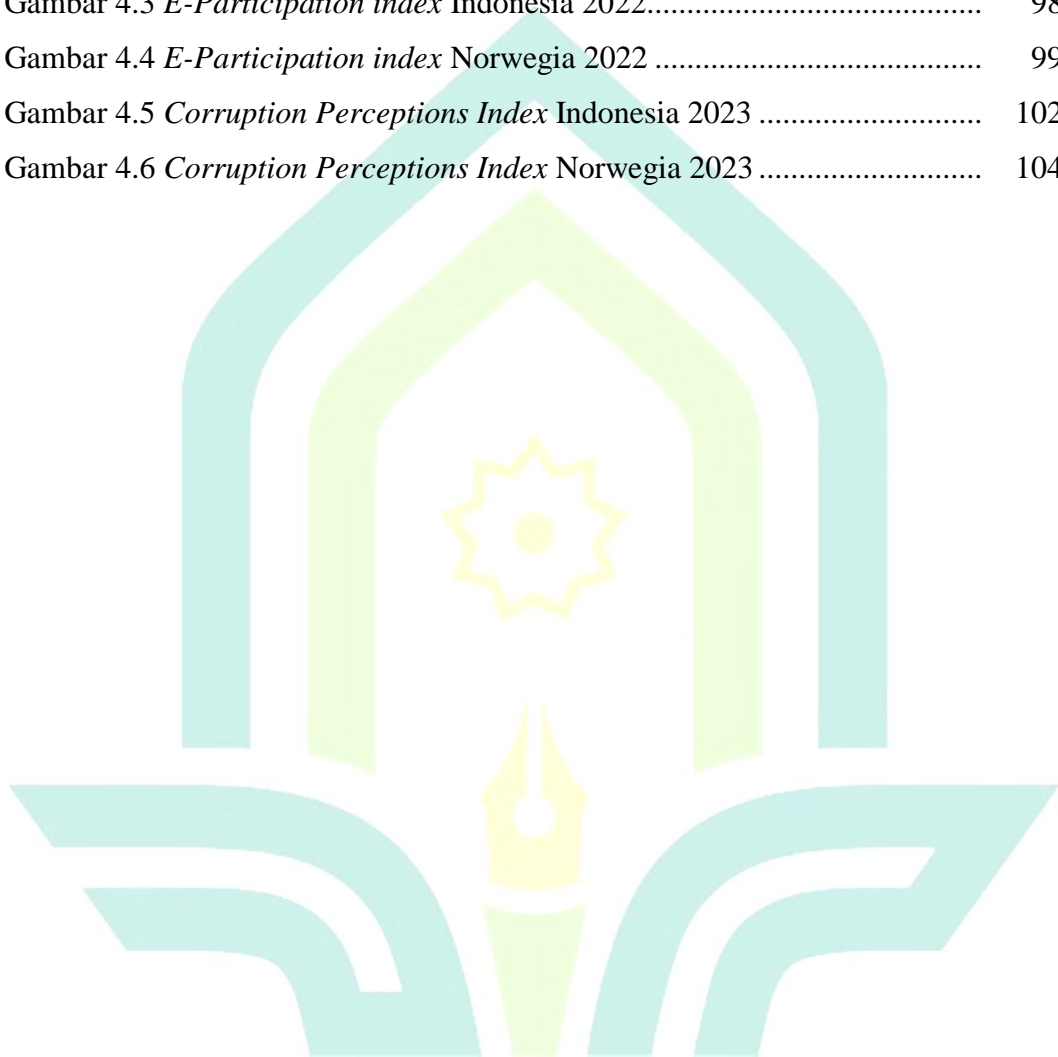 Gambar 4.3 E-Participation index Indonesia 2022....................................... 98
Gambar 4.4 E-Participation index Norwegia 2022 ...................................... 99
Gambar 4.5 Corruption Perceptions Index Indonesia 2023 .......................... 102
Gambar 4.6 Corruption Perceptions Index Norwegia 2023 .......................... 104